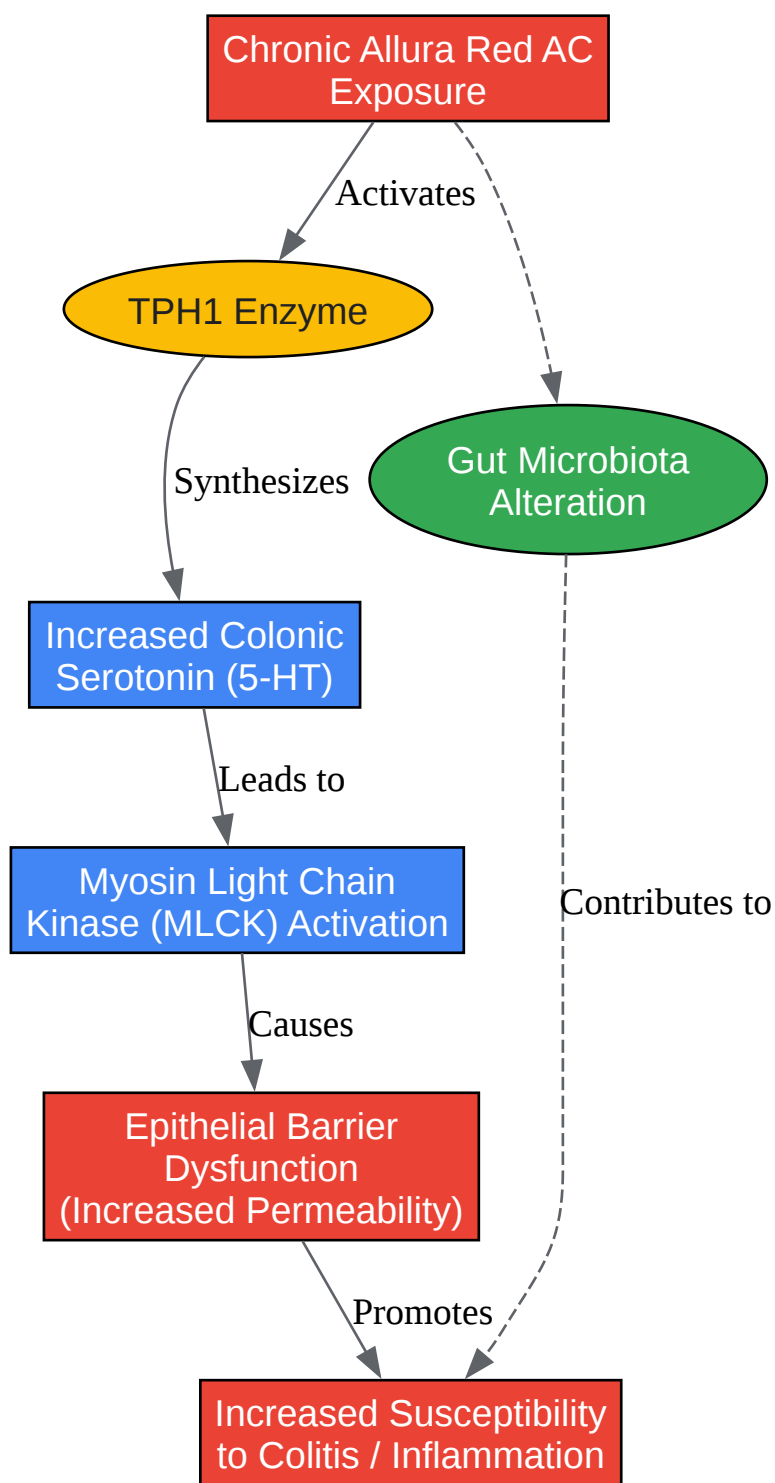 Chronic Allura Red AC
Exposure
Activates
TPH1 Enzyme
Gut Microbiota
Alteration
Synthesizes
Increased Colonic
Serotonin (5-HT)
Leads to
Myosin Light Chain
Kinase (MLCK) Activation
Contributes to
Causes
Epithelial Barrier
Dysfunction
(Increased Permeability)
Promotes
Increased Susceptibility
to Colitis / Inflammation